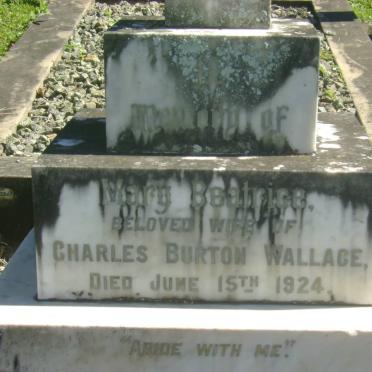 In
Memory of
Mary Beatrice,
BELOVED WIFE OF
CHARLES BURTON WALLACE,
DIED JUNE 15TH 1924.
"ABIDE WITH ME."